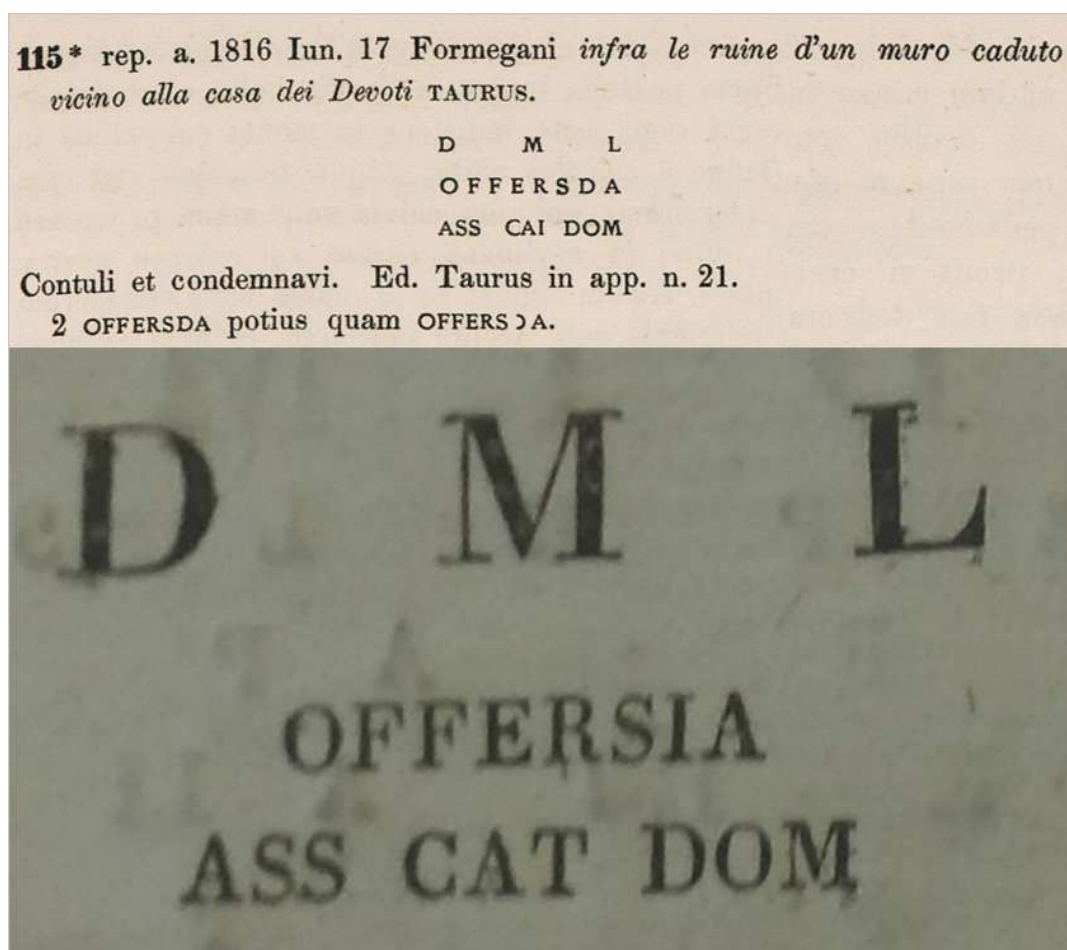 115* rep. a. 1816 Iun. 17 Formegani infra le ruine d'un muro caduto
vicino alla casa dei Devoti TAURUS.
D M L
OFFERSDA
ASS CAI DOM
Contuli et condemnavi. Ed. Taurus in app. n. 21.
2 OFFERSDA potius quam OFFERSↃA.
D M L
OFFERSIA
ASS CAT DOM